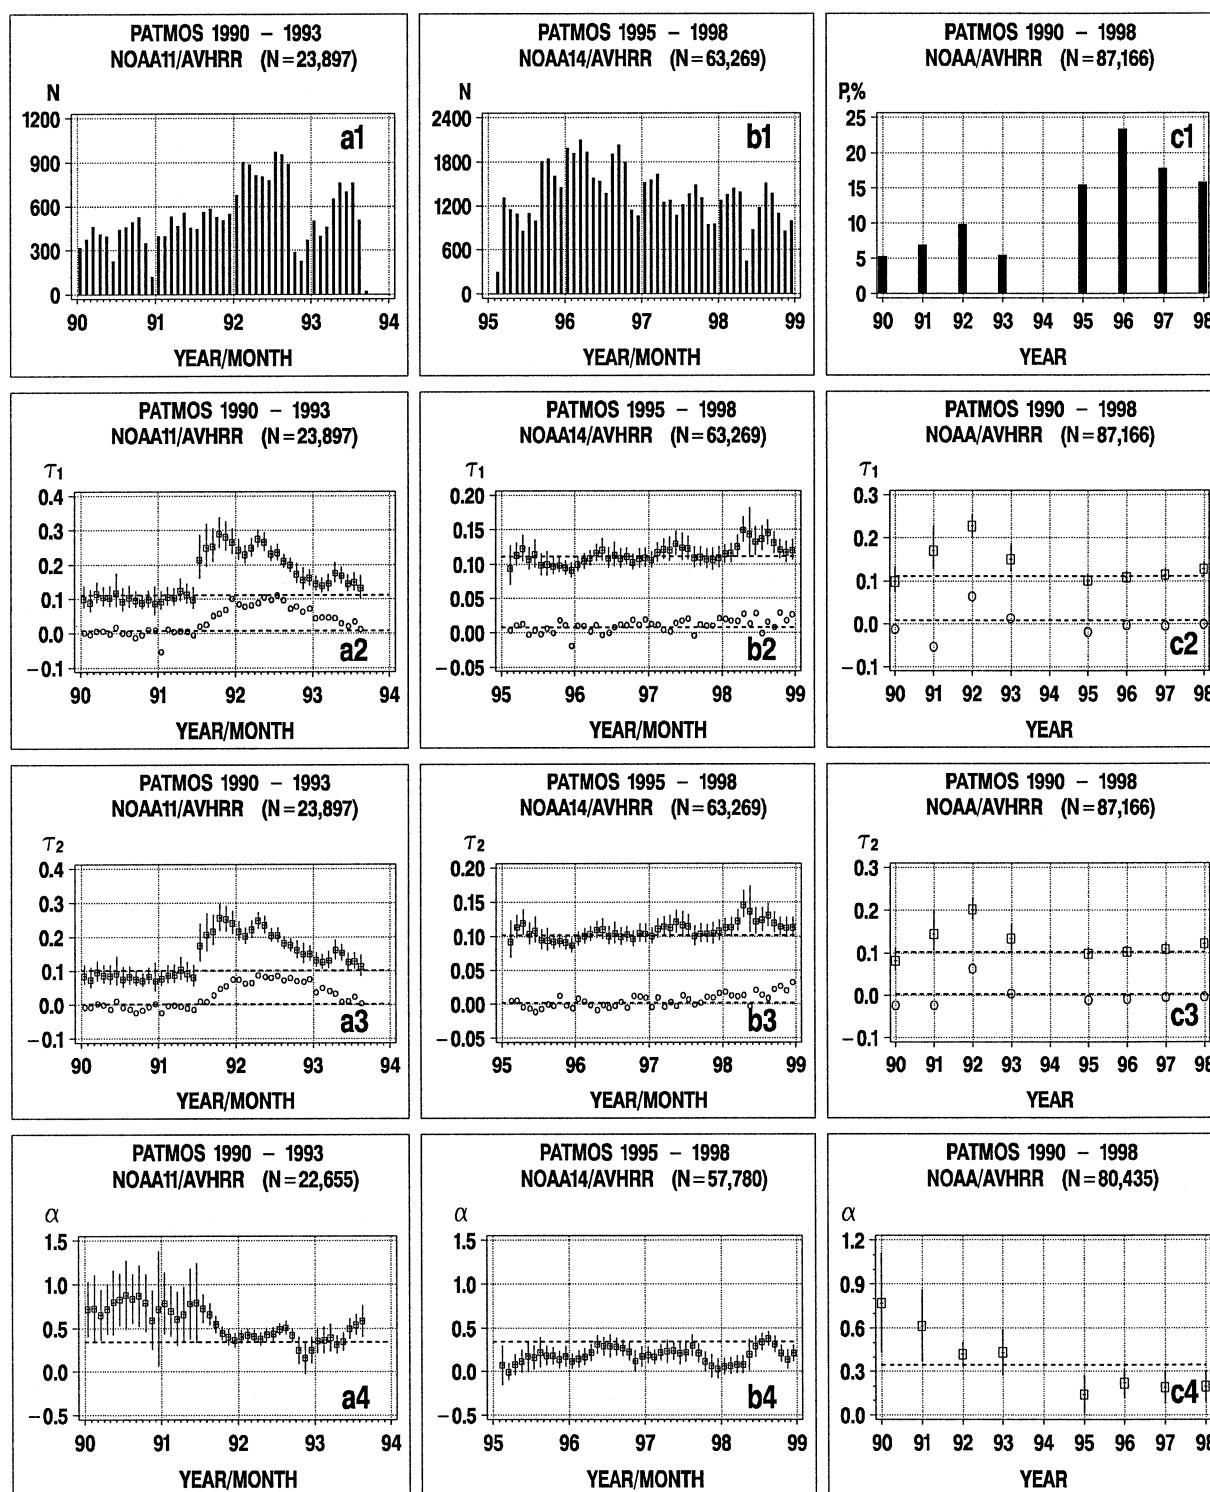 PATMOS 1990 – 1993
NOAA11/AVHRR (N=23,897)
N
1200
900
600
300
0
a1
90 91 92 93 94
YEAR/MONTH
PATMOS 1995 – 1998
NOAA14/AVHRR (N=63,269)
N
2400
1800
1200
600
0
b1
95 96 97 98 99
YEAR/MONTH
PATMOS 1990 – 1998
NOAA/AVHRR (N=87,166)
P,%
25
20
15
10
5
0
c1
90 91 92 93 94 95 96 97 98
YEAR
PATMOS 1990 – 1993
NOAA11/AVHRR (N=23,897)
τ1
0.4
0.3
0.2
0.1
0.0
−0.1
a2
90 91 92 93 94
YEAR/MONTH
PATMOS 1995 – 1998
NOAA14/AVHRR (N=63,269)
τ1
0.20
0.15
0.10
0.05
0.00
−0.05
b2
95 96 97 98 99
YEAR/MONTH
PATMOS 1990 – 1998
NOAA/AVHRR (N=87,166)
τ1
0.3
0.2
0.1
0.0
−0.1
c2
90 91 92 93 94 95 96 97 98
YEAR
PATMOS 1990 – 1993
NOAA11/AVHRR (N=23,897)
τ2
0.4
0.3
0.2
0.1
0.0
−0.1
a3
90 91 92 93 94
YEAR/MONTH
PATMOS 1995 – 1998
NOAA14/AVHRR (N=63,269)
τ2
0.20
0.15
0.10
0.05
0.00
−0.05
b3
95 96 97 98 99
YEAR/MONTH
PATMOS 1990 – 1998
NOAA/AVHRR (N=87,166)
τ2
0.3
0.2
0.1
0.0
−0.1
c3
90 91 92 93 94 95 96 97 98
YEAR
PATMOS 1990 – 1993
NOAA11/AVHRR (N=22,655)
α
1.5
1.0
0.5
0.0
−0.5
a4
90 91 92 93 94
YEAR/MONTH
PATMOS 1995 – 1998
NOAA14/AVHRR (N=57,780)
α
1.5
1.0
0.5
0.0
−0.5
b4
95 96 97 98 99
YEAR/MONTH
PATMOS 1990 – 1998
NOAA/AVHRR (N=80,435)
α
1.2
0.9
0.6
0.3
0.0
c4
90 91 92 93 94 95 96 97 98
YEAR